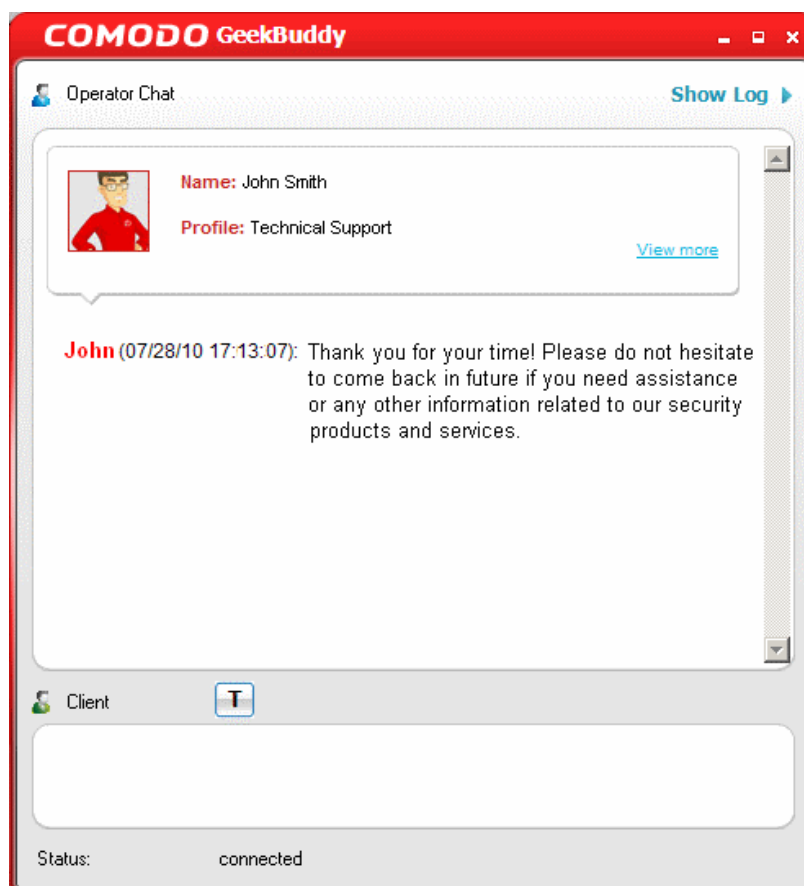 COMODO GeekBuddy
Operator Chat
Show Log
Name: John Smith
Profile: Technical Support
View more
John (07/28/10 17:13:07): Thank you for your time! Please do not hesitate
to come back in future if you need assistance
or any other information related to our security
products and services.
Client
T
Status: connected